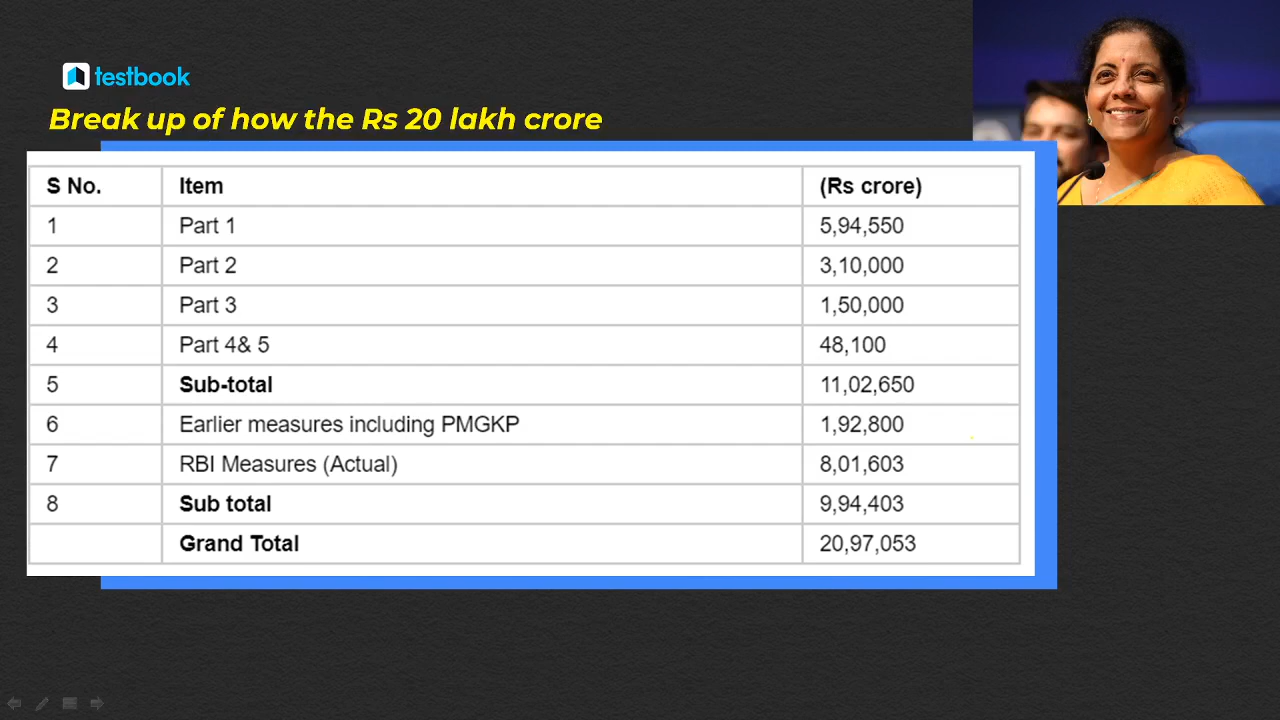 testbook
Break up of how the Rs 20 lakh crore
S No. Item (Rs crore)
1 Part 1 5,94,550
2 Part 2 3,10,000
3 Part 3 1,50,000
4 Part 4& 5 48,100
5 Sub-total 11,02,650
6 Earlier measures including PMGKP 1,92,800
7 RBI Measures (Actual) 8,01,603
8 Sub total 9,94,403
Grand Total 20,97,053